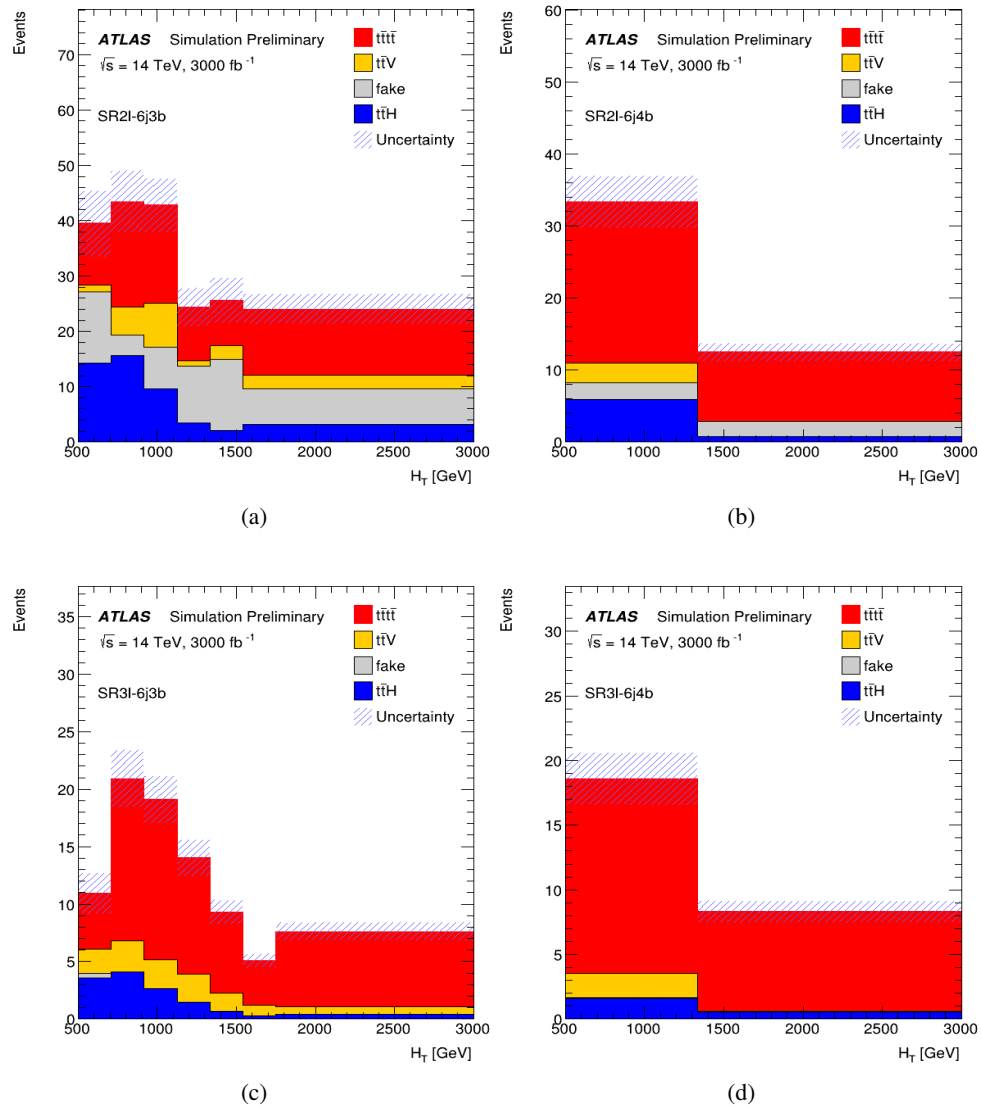 Events
ATLAS Simulation Preliminary
√s = 14 TeV, 3000 fb⁻¹
SR2l-6j3b
tt̄tt̄
tt̄V
fake
tt̄H
Uncertainty
70
60
50
40
30
20
10
0
500 1000 1500 2000 2500 3000
H_T [GeV]
(a)
Events
ATLAS Simulation Preliminary
√s = 14 TeV, 3000 fb⁻¹
SR2l-6j4b
tt̄tt̄
tt̄V
fake
tt̄H
Uncertainty
60
50
40
30
20
10
0
500 1000 1500 2000 2500 3000
H_T [GeV]
(b)
Events
ATLAS Simulation Preliminary
√s = 14 TeV, 3000 fb⁻¹
SR3l-6j3b
tt̄tt̄
tt̄V
fake
tt̄H
Uncertainty
35
30
25
20
15
10
5
0
500 1000 1500 2000 2500 3000
H_T [GeV]
(c)
Events
ATLAS Simulation Preliminary
√s = 14 TeV, 3000 fb⁻¹
SR3l-6j4b
tt̄tt̄
tt̄V
fake
tt̄H
Uncertainty
30
25
20
15
10
5
0
500 1000 1500 2000 2500 3000
H_T [GeV]
(d)